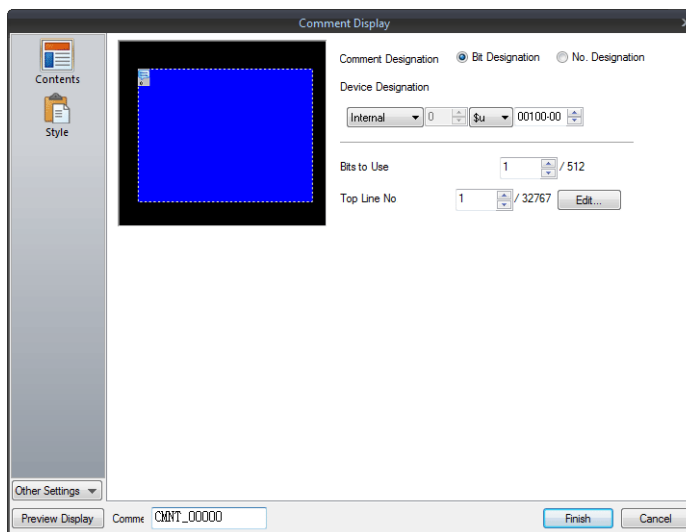 Comment Display
Contents
Style
Comment Designation Bit Designation No. Designation
Device Designation
Internal 0 $u 00100-00
Bits to Use 1 / 512
Top Line No 1 / 32767 Edit...
Other Settings
Preview Display Comme CMNT_00000 Finish Cancel